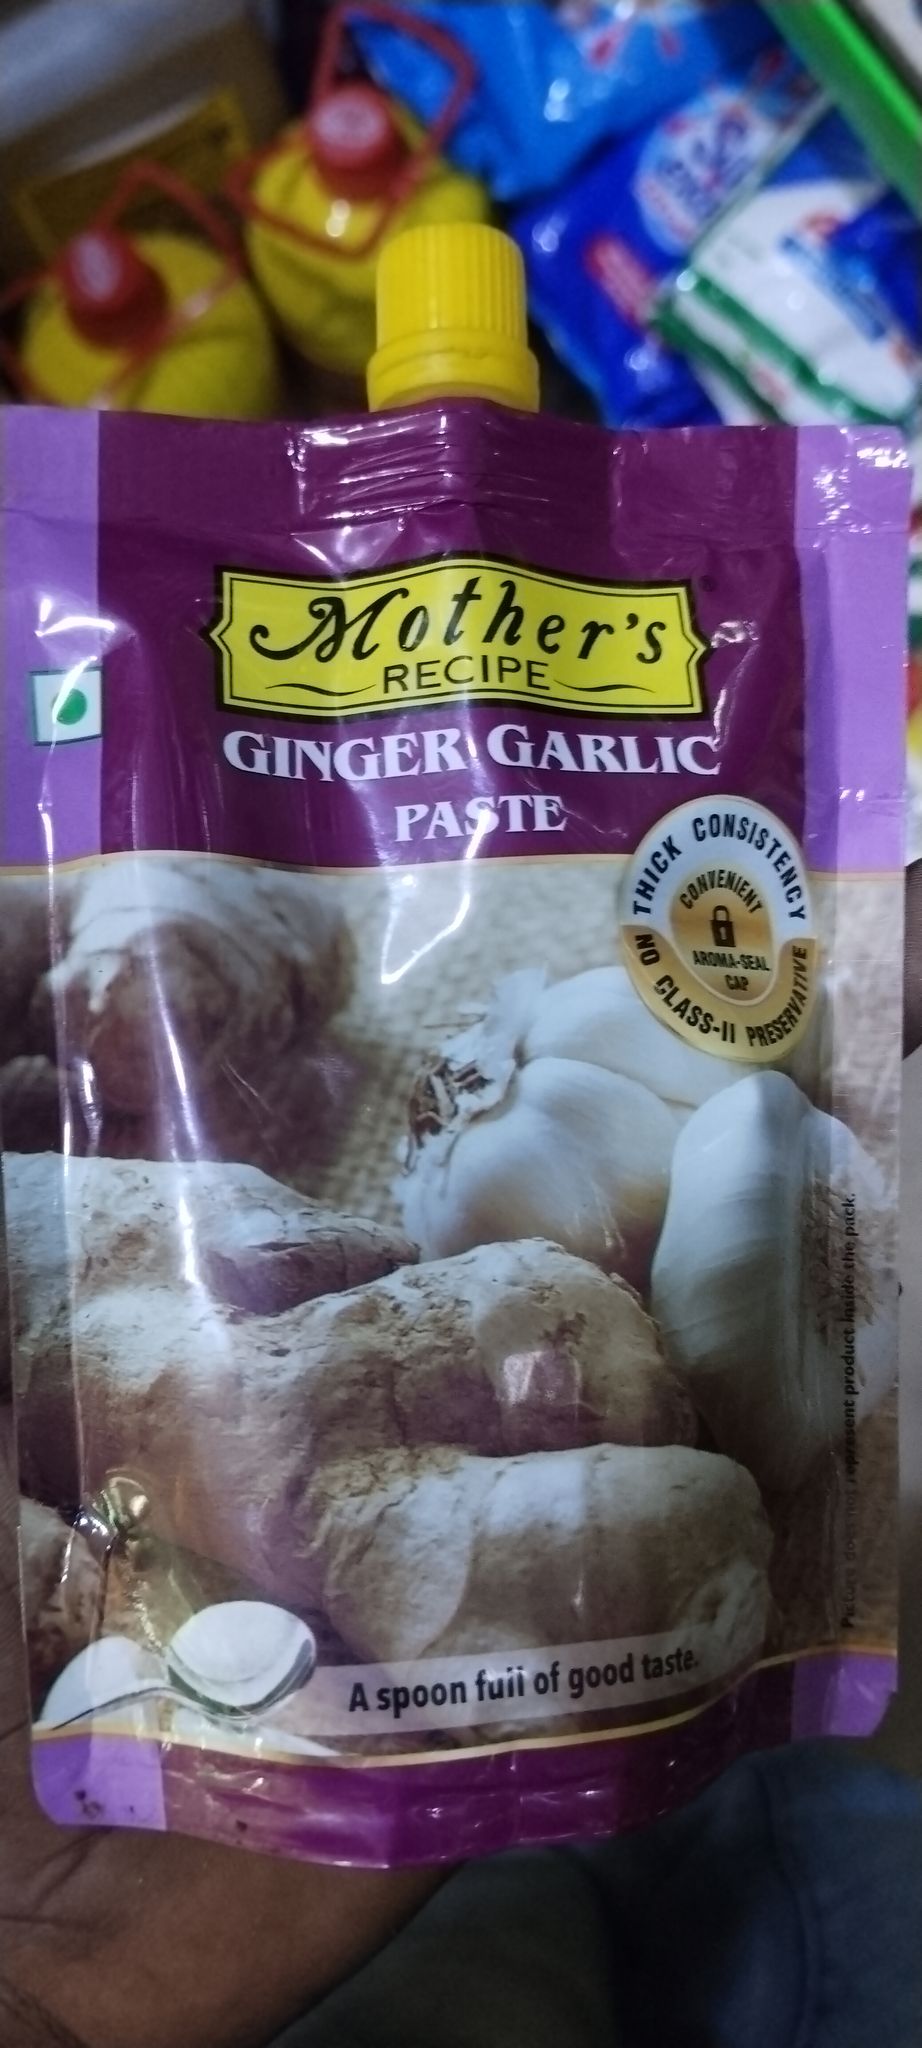 Mother's
RECIPE
®
GINGER GARLIC
PASTE
THICK CONSISTENCY
CONVENIENT
AROMA-SEAL
CAP
NO CLASS-II PRESERVATIVE
Picture does not represent product inside the pack.
A spoon full of good taste.